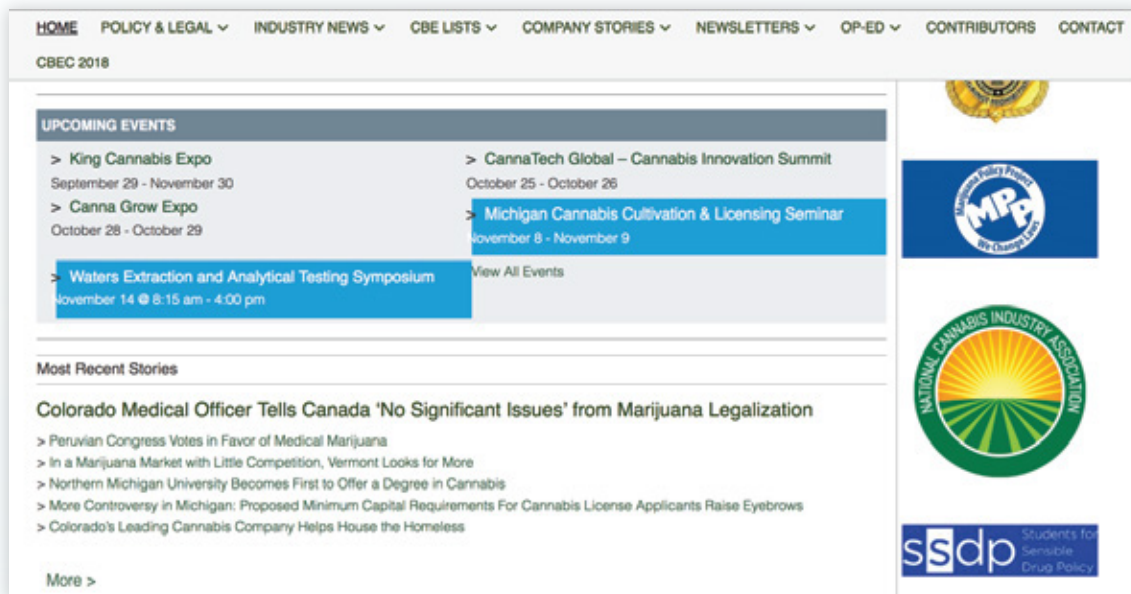 HOME POLICY & LEGAL INDUSTRY NEWS CBE LISTS COMPANY STORIES NEWSLETTERS OP-ED CONTRIBUTORS CONTACT
CBEC 2018
UPCOMING EVENTS
> King Cannabis Expo
September 29 - November 30
> Canna Grow Expo
October 28 - October 29
> Waters Extraction and Analytical Testing Symposium
November 14 @ 8:15 am - 4:00 pm
> CannaTech Global – Cannabis Innovation Summit
October 25 - October 26
> Michigan Cannabis Cultivation & Licensing Seminar
November 8 - November 9
View All Events
Most Recent Stories
Colorado Medical Officer Tells Canada ‘No Significant Issues’ from Marijuana Legalization
> Peruvian Congress Votes in Favor of Medical Marijuana
> In a Marijuana Market with Little Competition, Vermont Looks for More
> Northern Michigan University Becomes First to Offer a Degree in Cannabis
> More Controversy in Michigan: Proposed Minimum Capital Requirements For Cannabis License Applicants Raise Eyebrows
> Colorado’s Leading Cannabis Company Helps House the Homeless
More >
Marijuana Policy Project
MPP
We Change Laws
NATIONAL CANNABIS INDUSTRY ASSOCIATION
ssdp
Students for
Sensible
Drug Policy